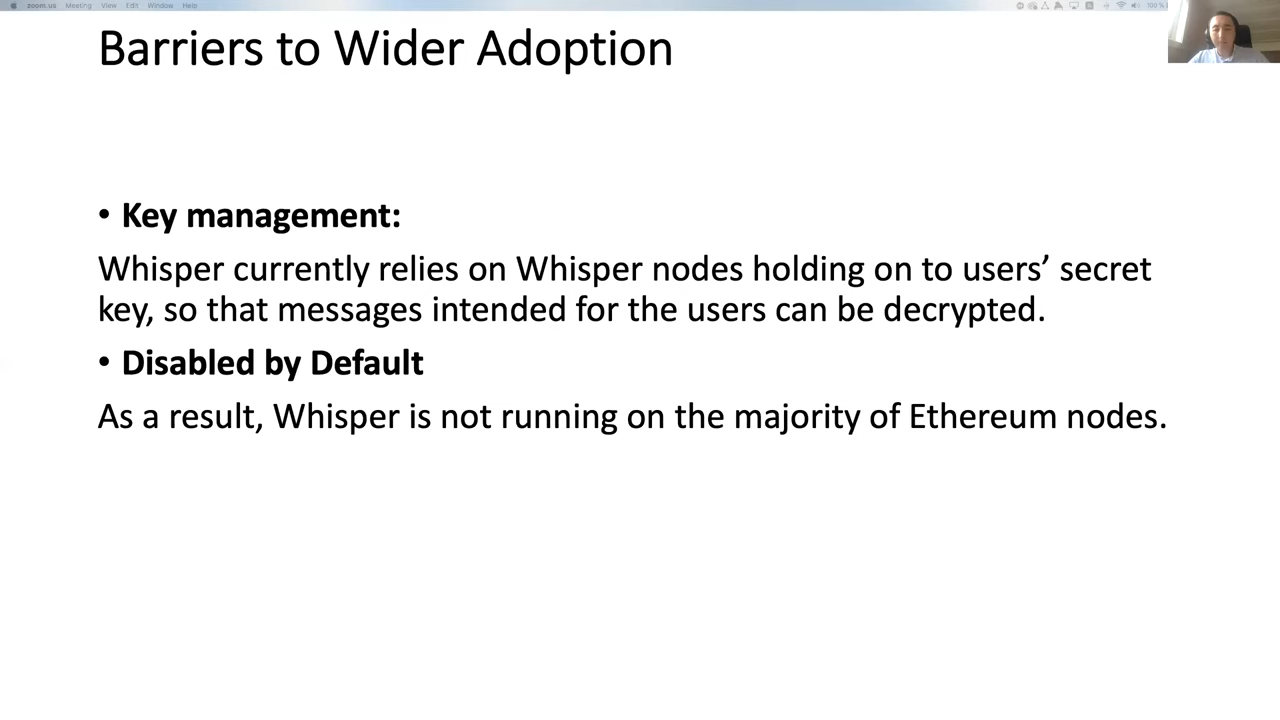 zoom.us Meeting View Edit Window Help 100%
Barriers to Wider Adoption
• Key management:
Whisper currently relies on Whisper nodes holding on to users’ secret
key, so that messages intended for the users can be decrypted.
• Disabled by Default
As a result, Whisper is not running on the majority of Ethereum nodes.